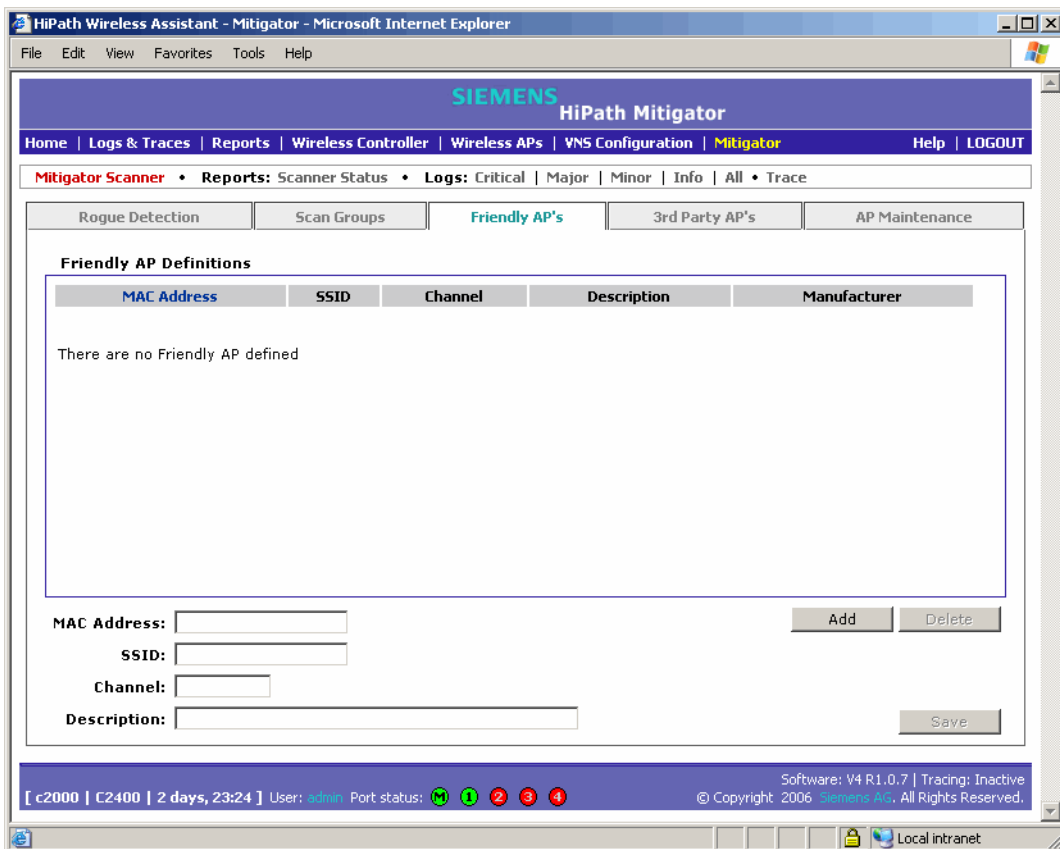 HiPath Wireless Assistant - Mitigator - Microsoft Internet Explorer
File Edit View Favorites Tools Help
SIEMENS
HiPath Mitigator
Home | Logs & Traces | Reports | Wireless Controller | Wireless APs | VNS Configuration | Mitigator Help | LOGOUT
Mitigator Scanner • Reports: Scanner Status • Logs: Critical | Major | Minor | Info | All • Trace
Rogue Detection Scan Groups Friendly AP's 3rd Party AP's AP Maintenance
Friendly AP Definitions
MAC Address SSID Channel Description Manufacturer
There are no Friendly AP defined
MAC Address: Add Delete
SSID:
Channel:
Description: Save
Software: V4 R1.0.7 | Tracing: Inactive
[ c2000 | C2400 | 2 days, 23:24 ] User: admin Port status: M 1 2 3 4 © Copyright 2006 Siemens AG. All Rights Reserved.
Local intranet